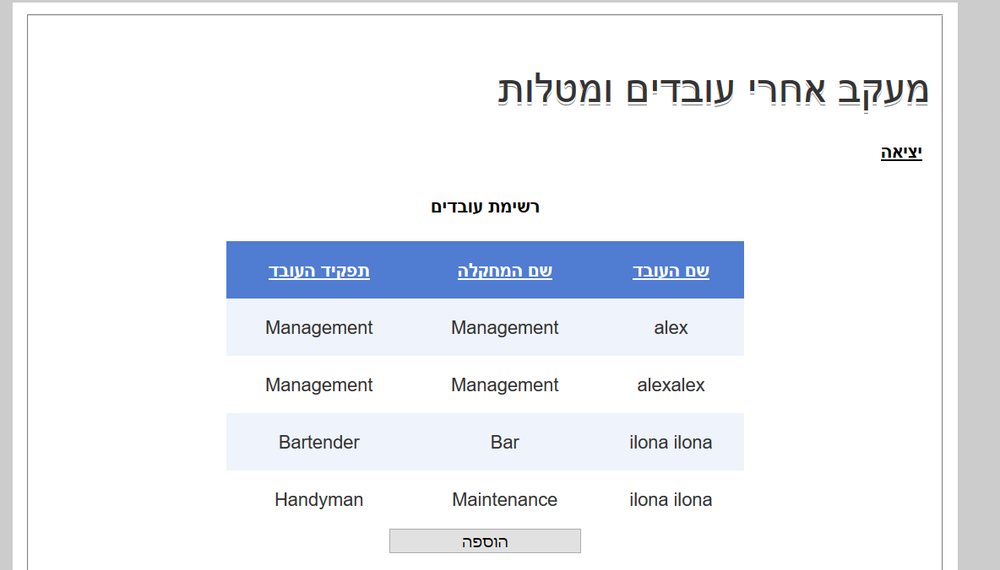 מעקב אחרי עובדים ומטלות
יציאה
רשימת עובדים
שם העובד שם המחקלה תפקיד העובד
alex Management Management
alexalex Management Management
ilona ilona Bar Bartender
ilona ilona Maintenance Handyman
הוספה